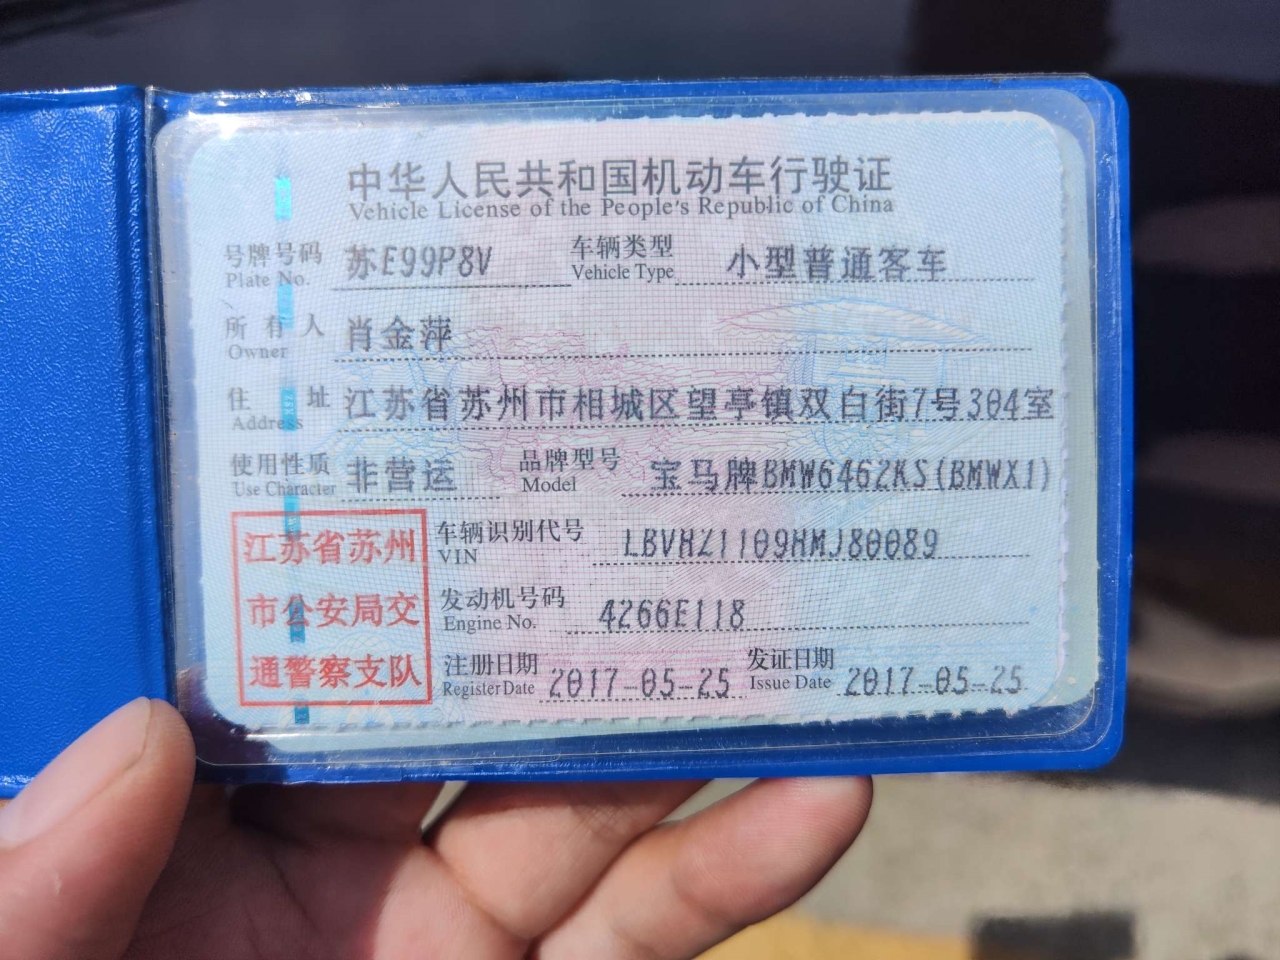 中华人民共和国机动车行驶证
Vehicle License of the People's Republic of China
号牌号码 苏E99P8V 车辆类型 小型普通客车
Plate No. Vehicle Type
所有人 肖金萍
Owner
住址 江苏省苏州市相城区望亭镇双白街7号304室
Address
使用性质 非营运 品牌型号 宝马牌BMW6462KS(BMWX1)
Use Character Model
江苏省苏州
市公安局交
通警察支队
车辆识别代号 LBVHZ1109HMJ80089
VIN
发动机号码 4266E118
Engine No.
注册日期 2017-05-25 发证日期 2017-05-25
Register Date Issue Date